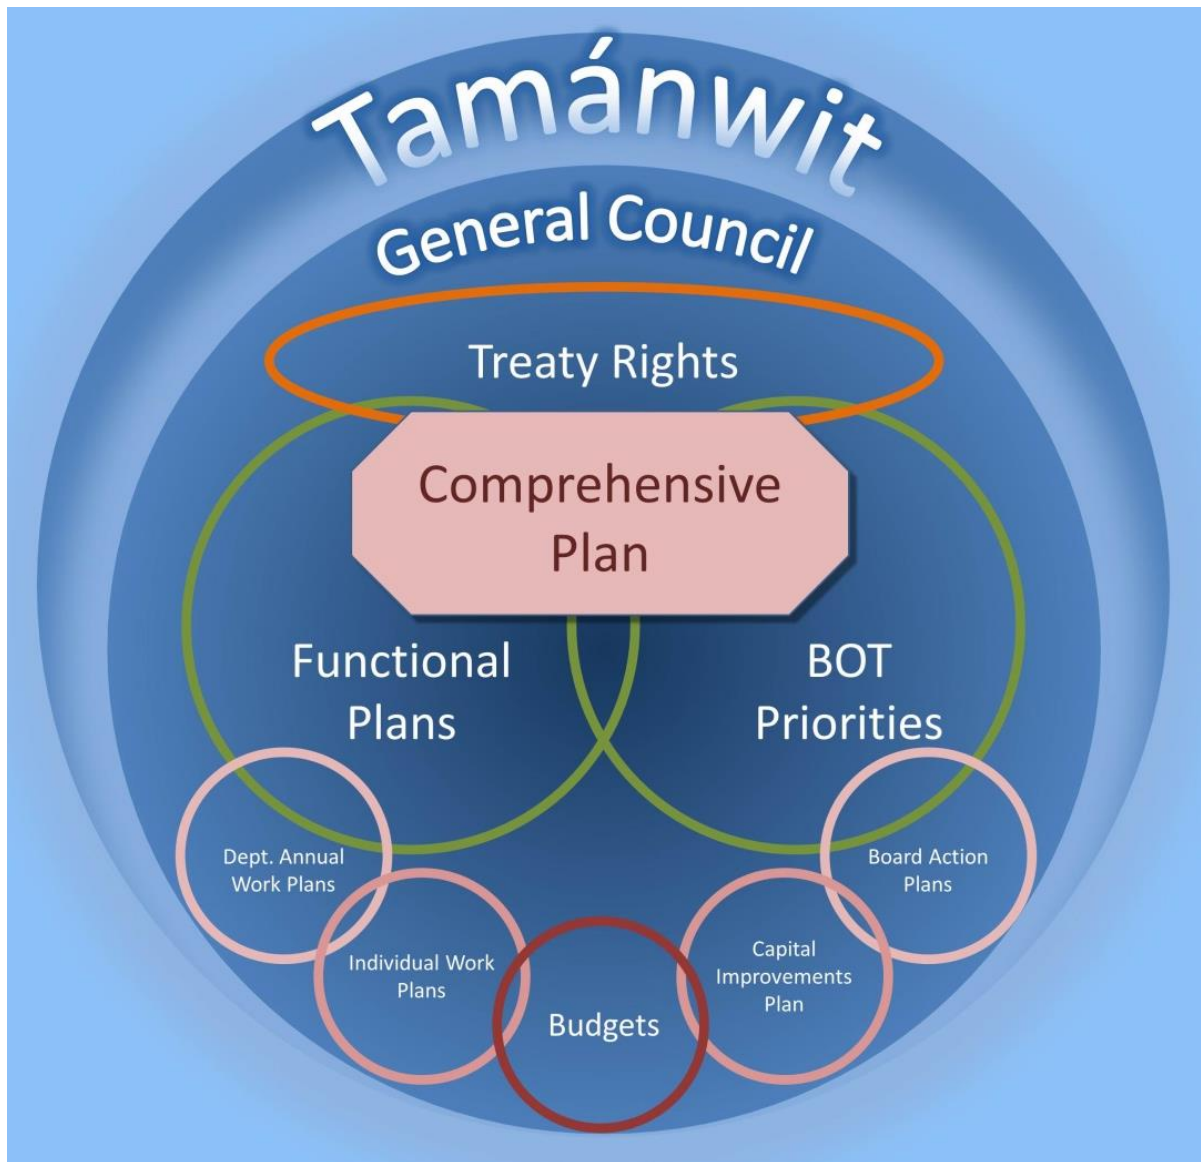 Tamánwit
General Council
Treaty Rights
Comprehensive
Plan
Functional
Plans
BOT
Priorities
Dept. Annual
Work Plans
Individual Work
Plans
Budgets
Capital
Improvements
Plan
Board Action
Plans